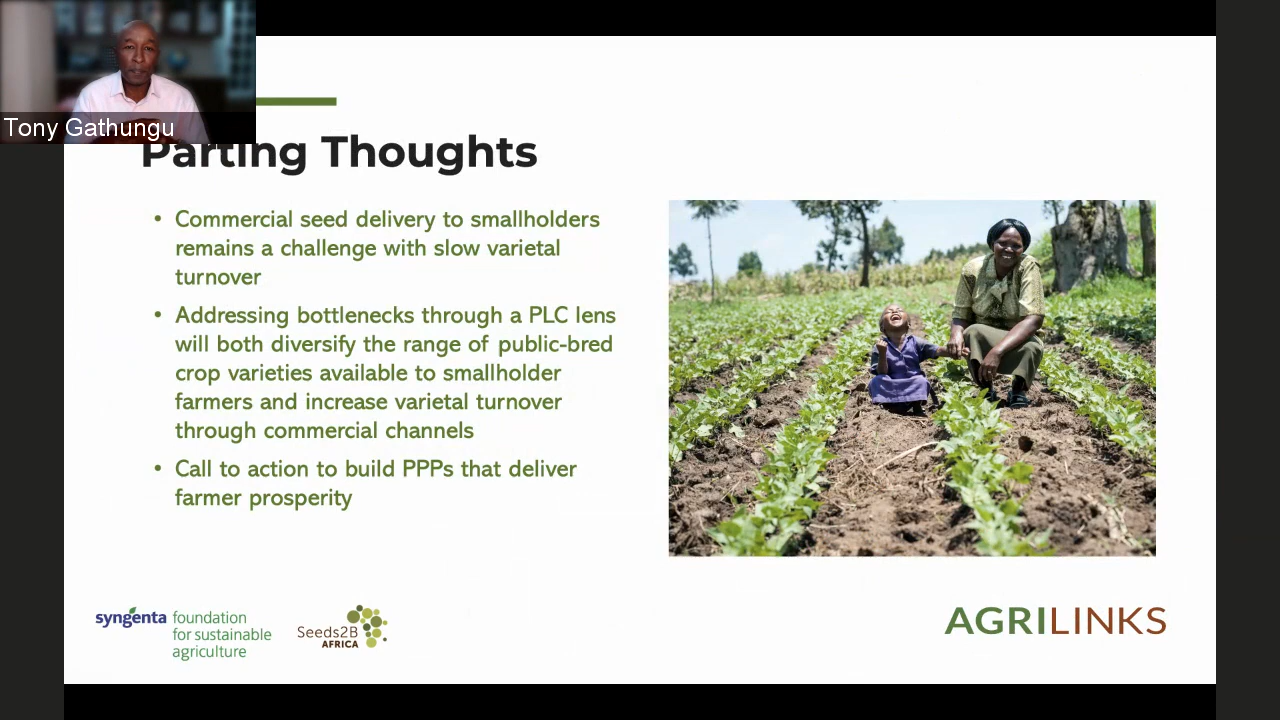 Tony Gathungu
Parting Thoughts
• Commercial seed delivery to smallholders
remains a challenge with slow varietal
turnover
• Addressing bottlenecks through a PLC lens
will both diversify the range of public-bred
crop varieties available to smallholder
farmers and increase varietal turnover
through commercial channels
• Call to action to build PPPs that deliver
farmer prosperity
syngenta foundation
for sustainable
agriculture
Seeds2B
AFRICA
AGRILINKS